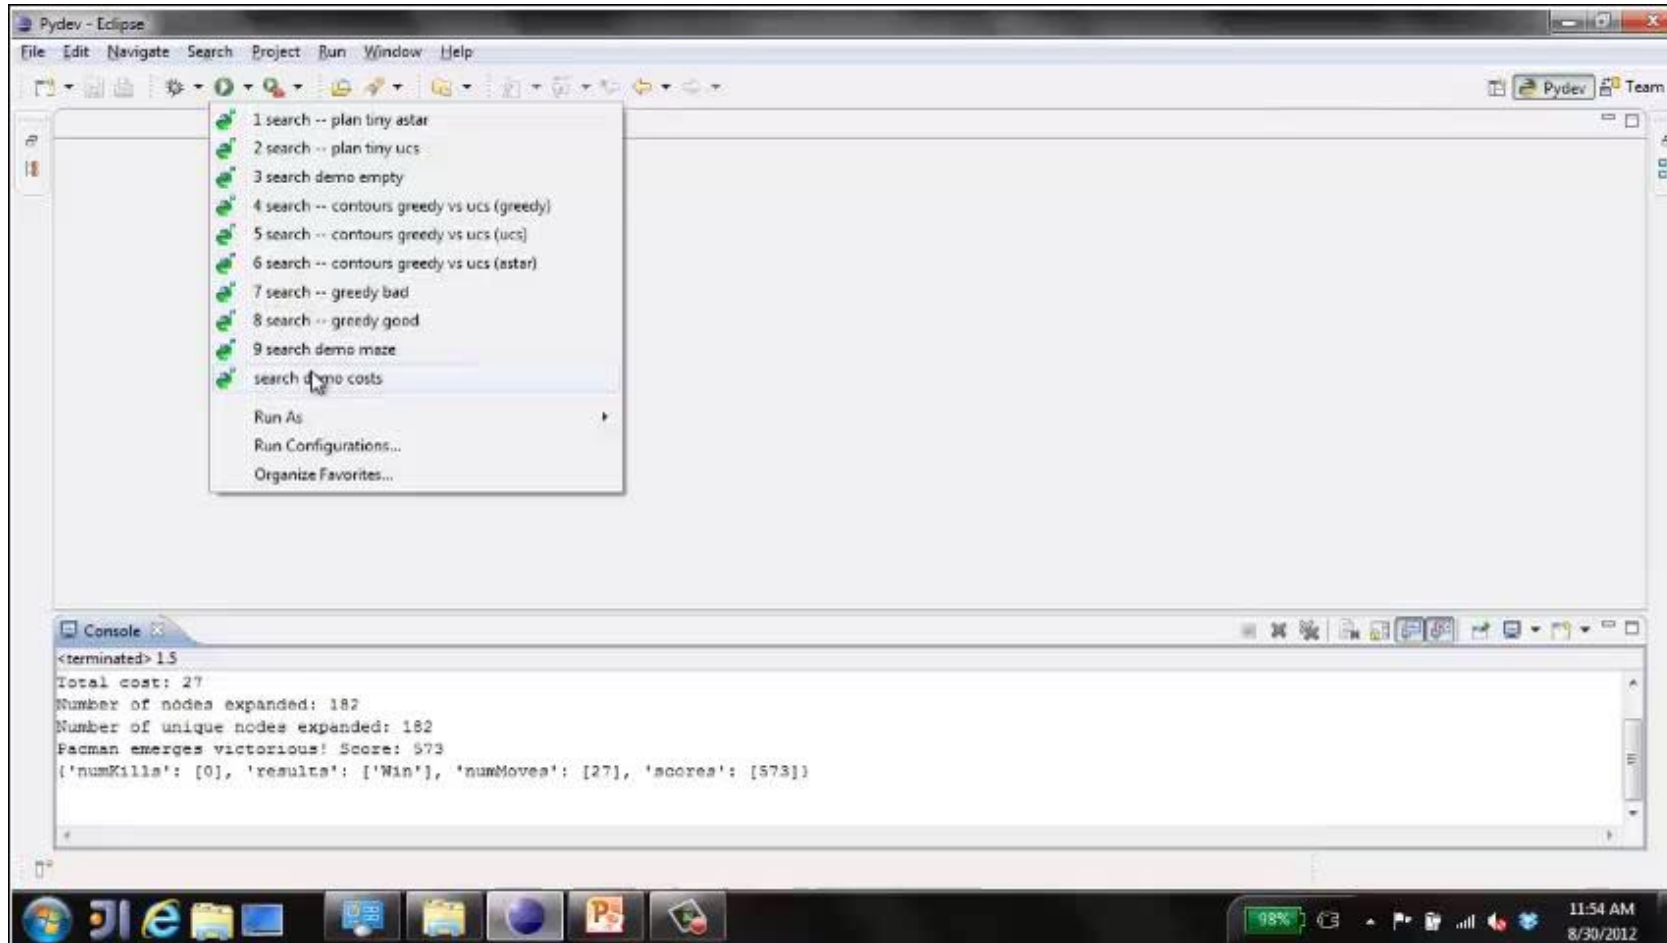 Pydev - Eclipse
File Edit Navigate Search Project Run Window Help
Pydev Team
1 search -- plan tiny astar
2 search -- plan tiny ucs
3 search demo empty
4 search -- contours greedy vs ucs (greedy)
5 search -- contours greedy vs ucs (ucs)
6 search -- contours greedy vs ucs (astar)
7 search -- greedy bad
8 search -- greedy good
9 search demo maze
search demo costs
Run As
Run Configurations...
Organize Favorites...
Console
<terminated> 1.5
Total cost: 27
Number of nodes expanded: 182
Number of unique nodes expanded: 182
Pacman emerges victorious! Score: 573
{'numKills': [0], 'results': ['Win'], 'numMoves': [27], 'scores': [573]}
98%
11:54 AM
8/30/2012